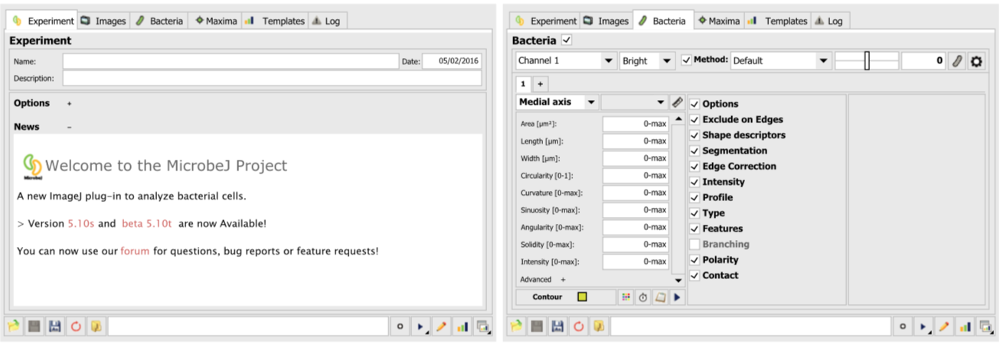 Experiment Images Bacteria Maxima Templates Log
Experiment
Name: Date: 05/02/2016
Description:
Options +
News –
MicrobeJ Welcome to the MicrobeJ Project
A new ImageJ plug-in to analyze bacterial cells.
> Version 5.10s and beta 5.10t are now Available!
You can now use our forum for questions, bug reports or feature requests!
Experiment Images Bacteria Maxima Templates Log
Bacteria
Channel 1 Bright Method: Default 0
1 +
Medial axis
Area [µm²]: 0-max
Length [µm]: 0-max
Width [µm]: 0-max
Circularity [0-1]: 0-max
Curvature [0-max]: 0-max
Sinuosity [0-max]: 0-max
Angularity [0-max]: 0-max
Solidity [0-max]: 0-max
Intensity [0-max]: 0-max
Advanced +
Contour
Options
Exclude on Edges
Shape descriptors
Segmentation
Edge Correction
Intensity
Profile
Type
Features
Branching
Polarity
Contact